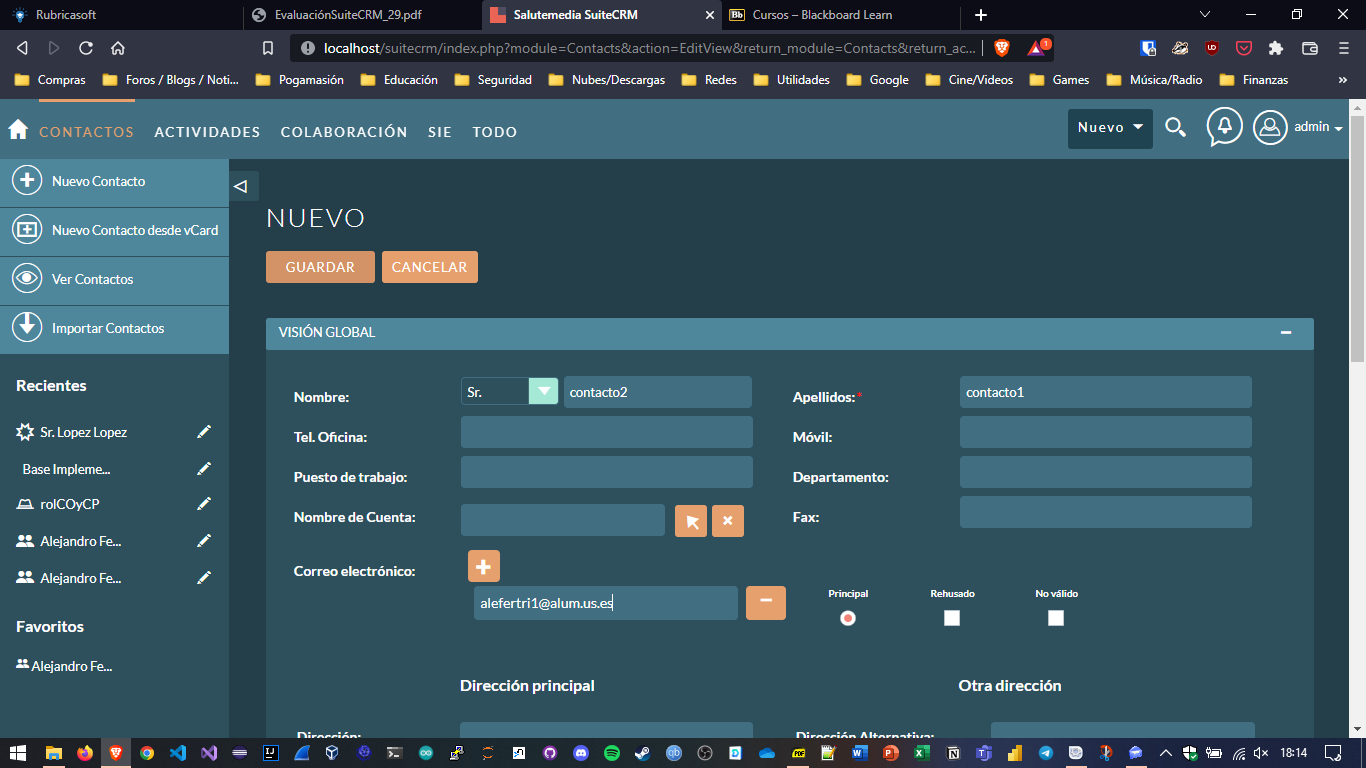 Rubricasoft
EvaluaciónSuiteCRM_29.pdf
Salutemedia SuiteCRM
Bb
Cursos – Blackboard Learn
localhost/suitecrm/index.php?module=Contacts&action=EditView&return_module=Contacts&return_ac...
1
Compras
Foros / Blogs / Noti...
Pogamasión
Educación
Seguridad
Nubes/Descargas
Redes
Utilidades
Google
Cine/Videos
Games
Música/Radio
Finanzas
»
CONTACTOS
ACTIVIDADES
COLABORACIÓN
SIE
TODO
Nuevo
admin
Nuevo Contacto
Nuevo Contacto desde vCard
Ver Contactos
Importar Contactos
Recientes
Sr. Lopez Lopez
Base Impleme...
rolCOyCP
Alejandro Fe...
Alejandro Fe...
Favoritos
Alejandro Fe...
NUEVO
GUARDAR
CANCELAR
VISIÓN GLOBAL
Nombre:
Sr.
contacto2
Apellidos:*
contacto1
Tel. Oficina:
Móvil:
Puesto de trabajo:
Departamento:
Nombre de Cuenta:
Fax:
Correo electrónico:
alefertri1@alum.us.es
Principal
Rehusado
No válido
Dirección principal
Otra dirección
Dirección:
Dirección Alternativa:
18:14